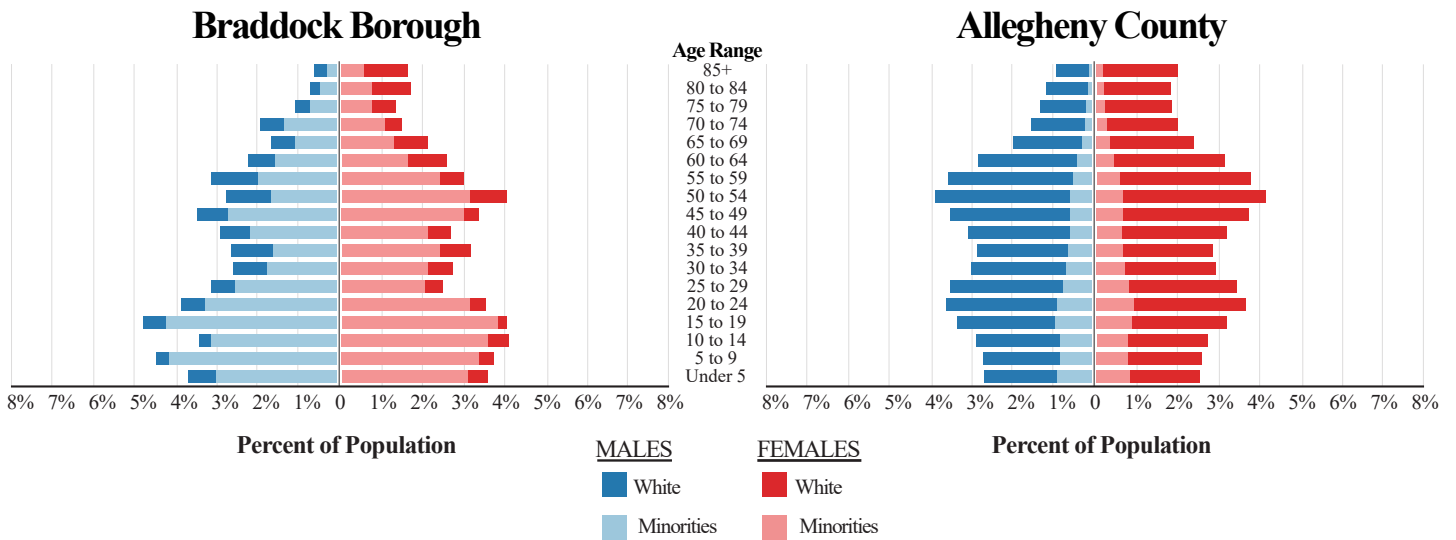 Braddock Borough
Allegheny County
Age Range
85+
80 to 84
75 to 79
70 to 74
65 to 69
60 to 64
55 to 59
50 to 54
45 to 49
40 to 44
35 to 39
30 to 34
25 to 29
20 to 24
15 to 19
10 to 14
5 to 9
Under 5
8% 7% 6% 5% 4% 3% 2% 1% 0 1% 2% 3% 4% 5% 6% 7% 8%
8% 7% 6% 5% 4% 3% 2% 1% 0 1% 2% 3% 4% 5% 6% 7% 8%
Percent of Population
Percent of Population
MALES
White
Minorities
FEMALES
White
Minorities